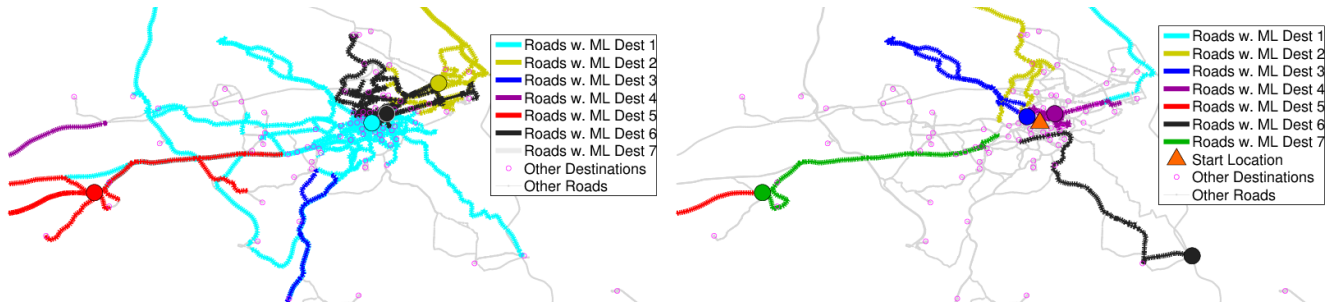 Roads w. ML Dest 1
Roads w. ML Dest 2
Roads w. ML Dest 3
Roads w. ML Dest 4
Roads w. ML Dest 5
Roads w. ML Dest 6
Roads w. ML Dest 7
Other Destinations
Other Roads
Roads w. ML Dest 1
Roads w. ML Dest 2
Roads w. ML Dest 3
Roads w. ML Dest 4
Roads w. ML Dest 5
Roads w. ML Dest 6
Roads w. ML Dest 7
Start Location
Other Destinations
Other Roads